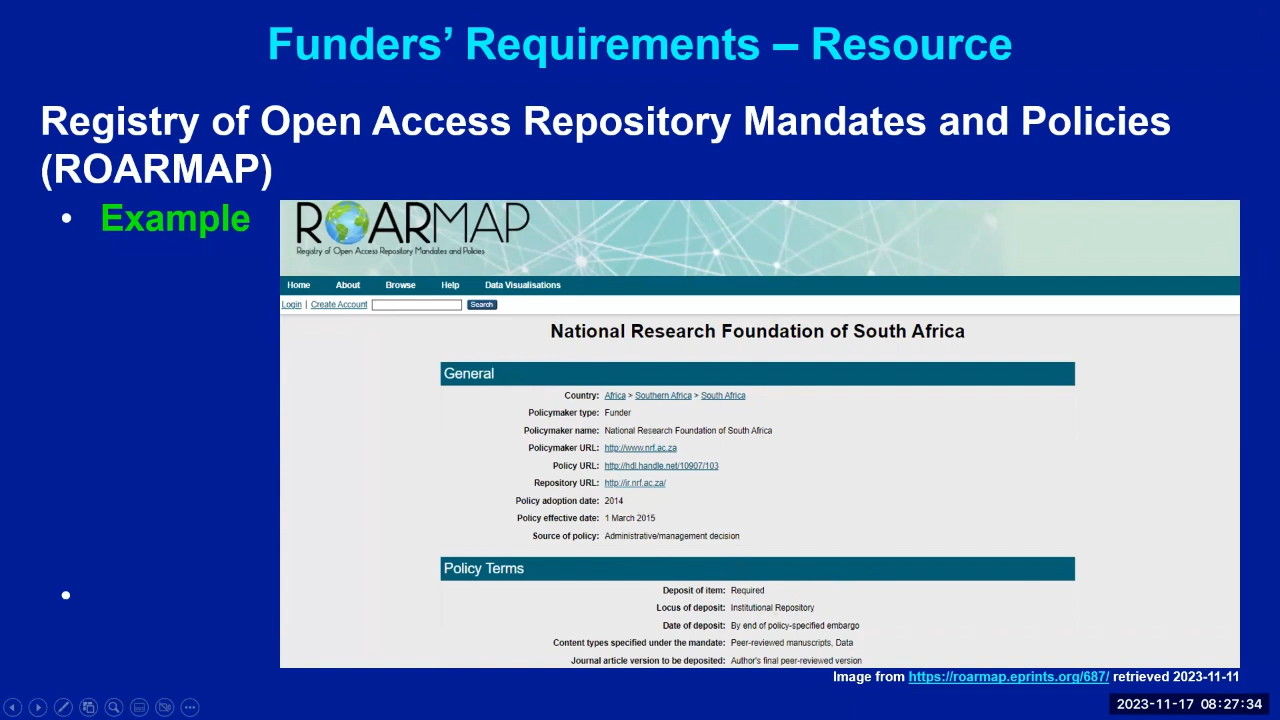 Funders’ Requirements – Resource
Registry of Open Access Repository Mandates and Policies
(ROARMAP)
• Example
ROARMAP
Registry of Open Access Repository Mandates and Policies
Home About Browse Help Data Visualisations
Login | Create Account Search
National Research Foundation of South Africa
General
Country: Africa > Southern Africa > South Africa
Policymaker type: Funder
Policymaker name: National Research Foundation of South Africa
Policymaker URL: http://www.nrf.ac.za
Policy URL: http://hdl.handle.net/10907/103
Repository URL: http://ir.nrf.ac.za/
Policy adoption date: 2014
Policy effective date: 1 March 2015
Source of policy: Administrative/management decision
Policy Terms
Deposit of item: Required
Locus of deposit: Institutional Repository
Date of deposit: By end of policy-specified embargo
Content types specified under the mandate: Peer-reviewed manuscripts, Data
Journal article version to be deposited: Author's final peer-reviewed version
•
Image from https://roarmap.eprints.org/687/ retrieved 2023-11-11
2023-11-17 08:27:34